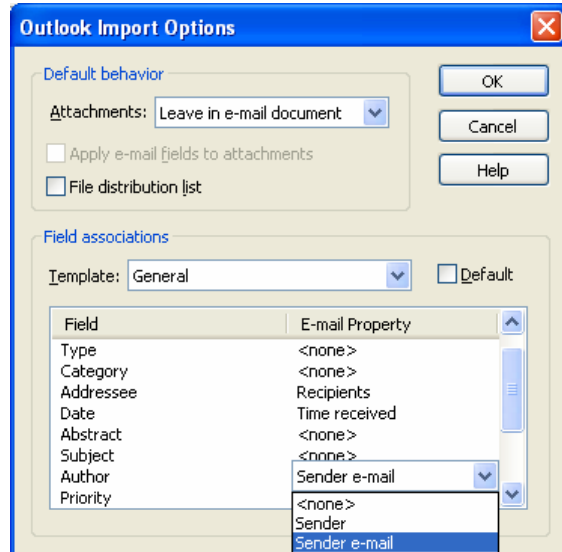 Outlook Import Options
Default behavior
Attachments: Leave in e-mail document
Apply e-mail fields to attachments
File distribution list
OK
Cancel
Help
Field associations
Template: General
Default
Field E-mail Property
Type <none>
Category <none>
Addressee Recipients
Date Time received
Abstract <none>
Subject <none>
Author Sender e-mail
Priority
<none>
Sender
Sender e-mail